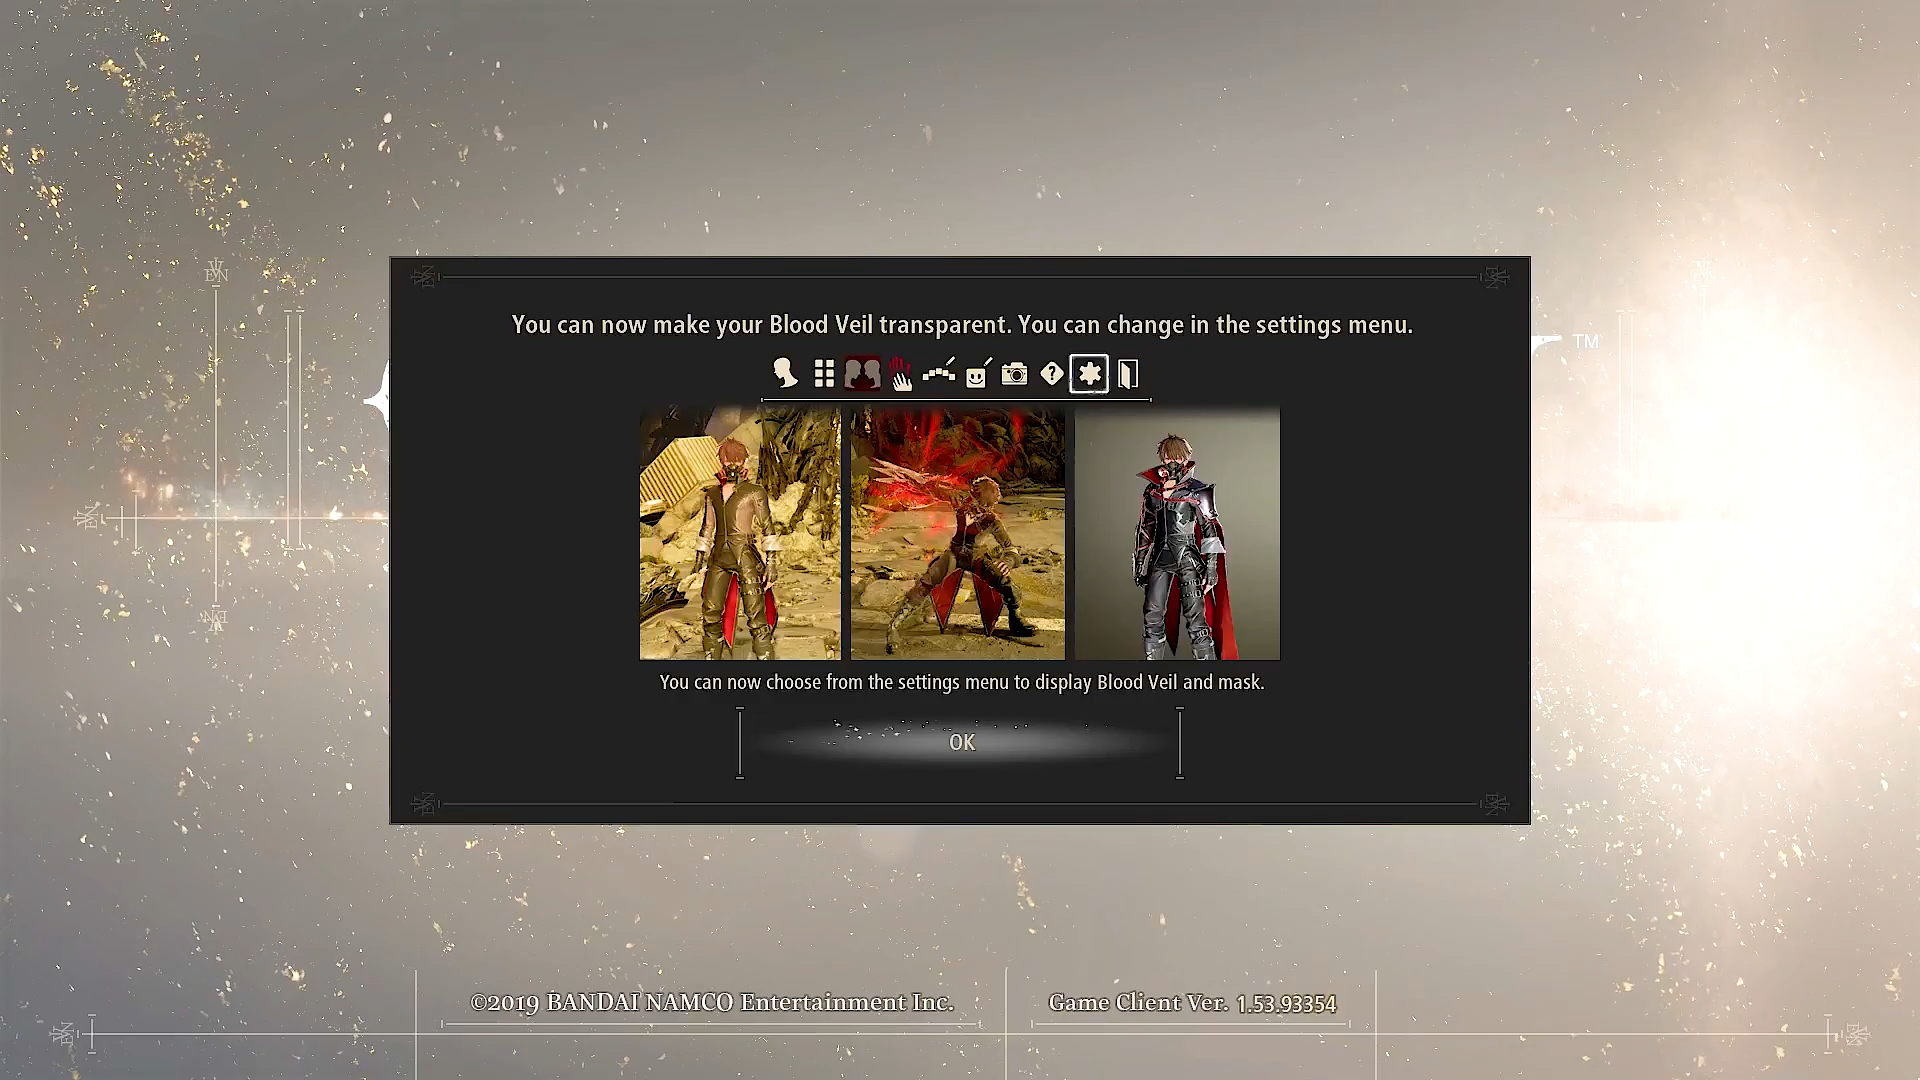 You can now make your Blood Veil transparent. You can change in the settings menu.
TM
You can now choose from the settings menu to display Blood Veil and mask.
OK
©2019 BANDAI NAMCO Entertainment Inc.
Game Client Ver. 1.53.93354